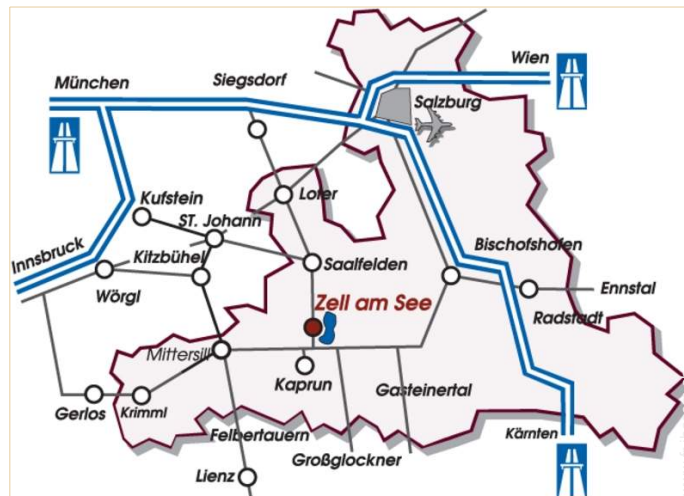 Wien
München
Siegsdorf
Salzburg
Lofer
Kufstein
ST. Johann
Bischofshofen
Innsbruck
Kitzbühel
Saalfelden
Wörgl
Ennstal
Zell am See
Radstadt
Mittersill
Kaprun
Gasteinertal
Gerlos
Krimml
Felbertauern
Kärnten
Großglockner
Lienz